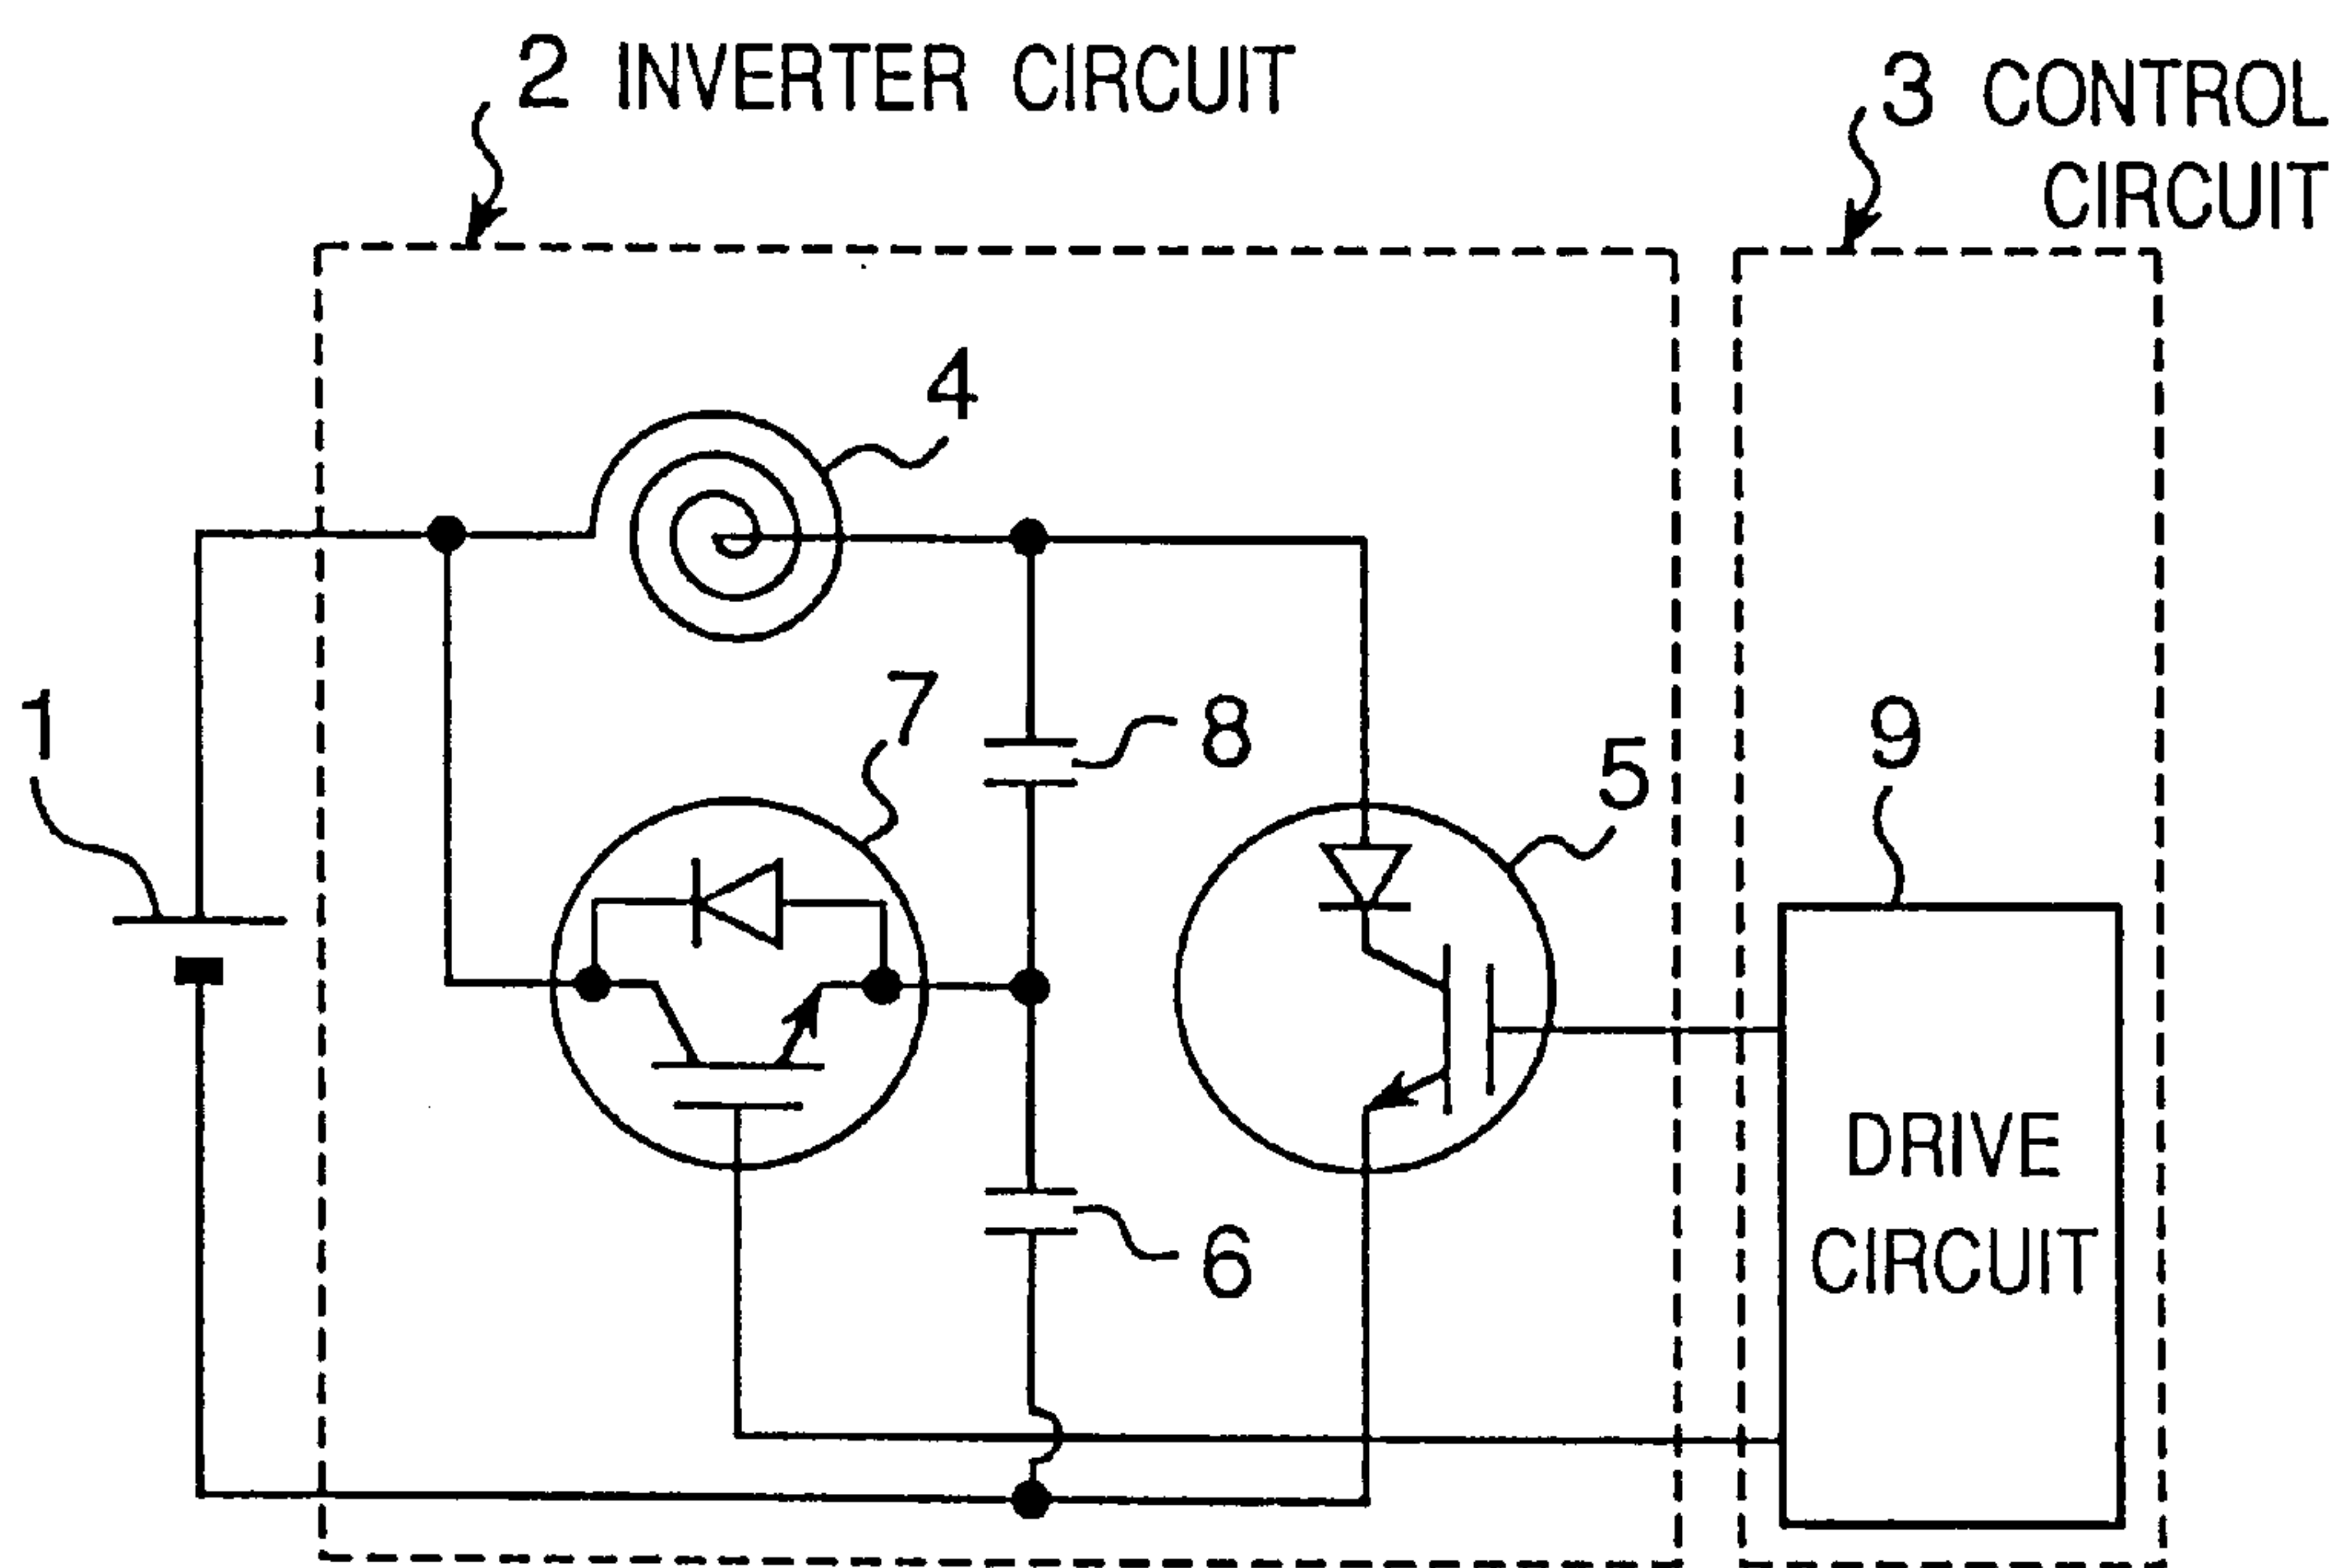 2 INVERTER CIRCUIT
3 CONTROL
CIRCUIT
4
1
7
8
5
9
6
DRIVE
CIRCUIT